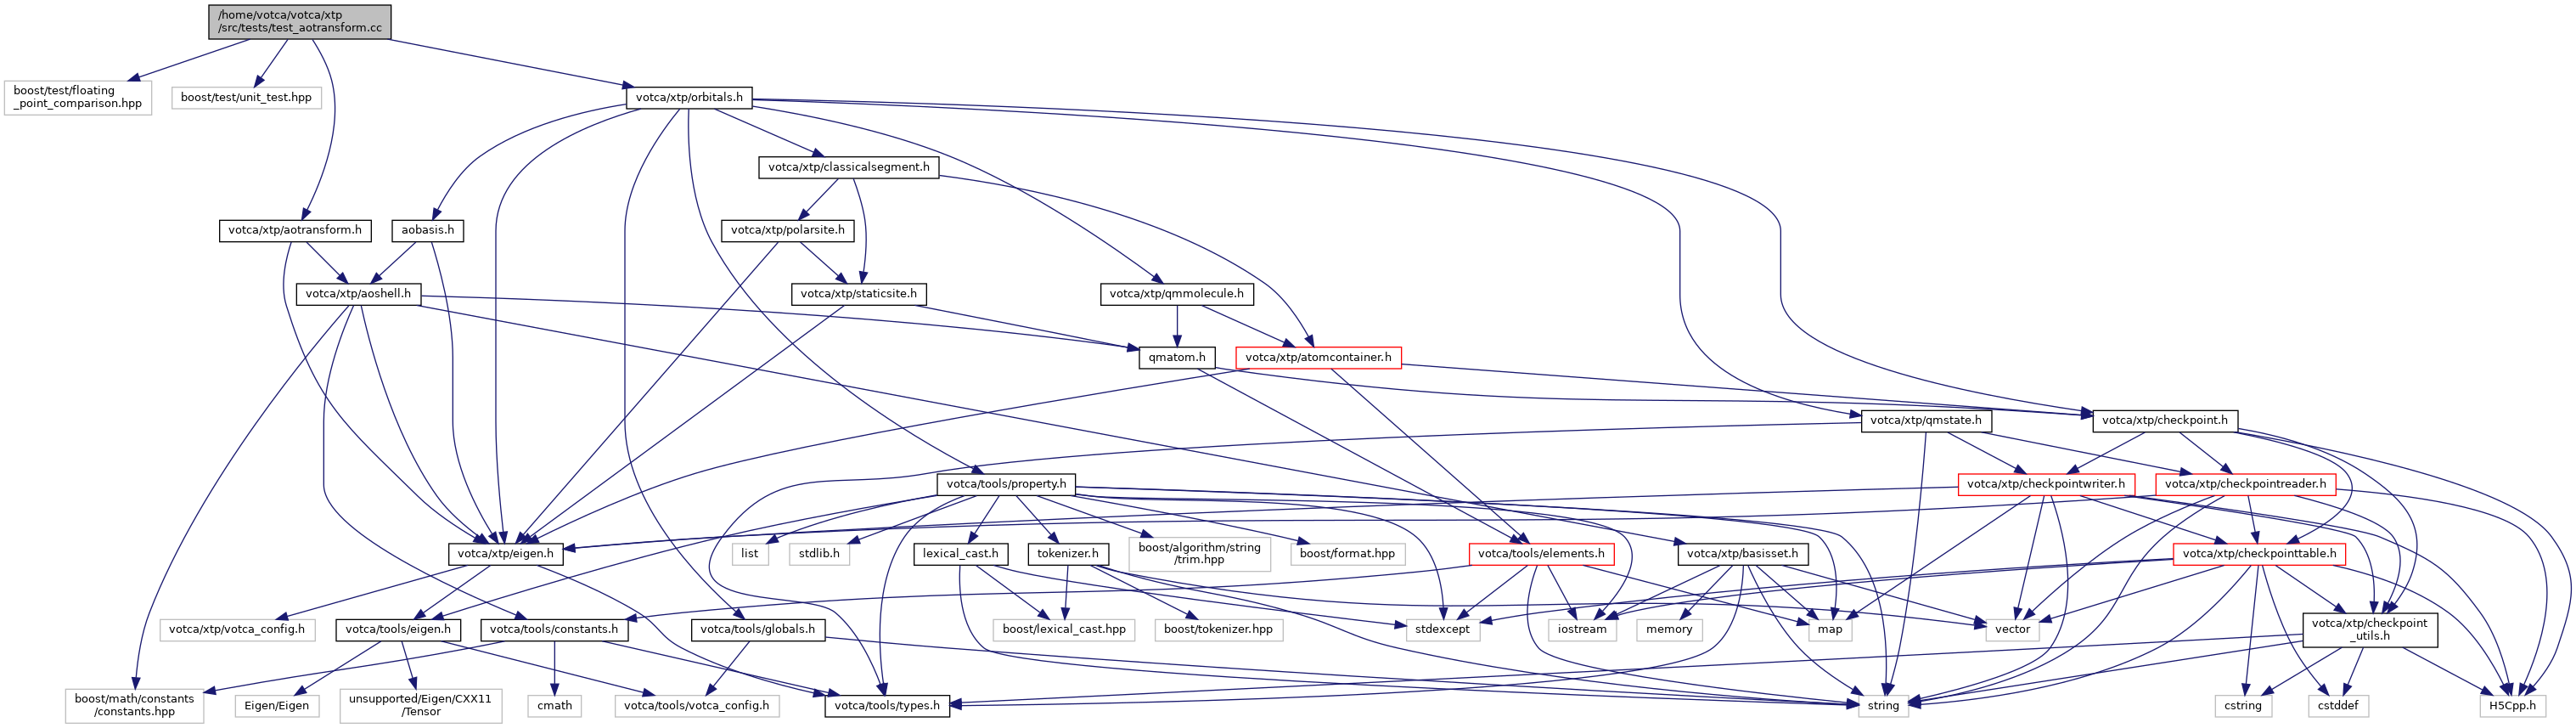 /home/votca/votca/xtp
/src/tests/test_aotransform.cc
boost/test/floating
_point_comparison.hpp
boost/test/unit_test.hpp
votca/xtp/orbitals.h
votca/xtp/classicalsegment.h
votca/xtp/aotransform.h
aobasis.h
votca/xtp/polarsite.h
votca/xtp/aoshell.h
votca/xtp/staticsite.h
votca/xtp/qmmolecule.h
qmatom.h
votca/xtp/atomcontainer.h
votca/xtp/qmstate.h
votca/xtp/checkpoint.h
votca/tools/property.h
votca/xtp/checkpointwriter.h
votca/xtp/checkpointreader.h
votca/xtp/eigen.h
list
stdlib.h
lexical_cast.h
tokenizer.h
boost/algorithm/string
/trim.hpp
boost/format.hpp
votca/tools/elements.h
votca/xtp/basisset.h
votca/xtp/checkpointtable.h
votca/xtp/votca_config.h
votca/tools/eigen.h
votca/tools/constants.h
votca/tools/globals.h
boost/lexical_cast.hpp
boost/tokenizer.hpp
stdexcept
iostream
memory
map
vector
votca/xtp/checkpoint
_utils.h
boost/math/constants
/constants.hpp
Eigen/Eigen
unsupported/Eigen/CXX11
/Tensor
cmath
votca/tools/votca_config.h
votca/tools/types.h
string
cstring
cstddef
H5Cpp.h